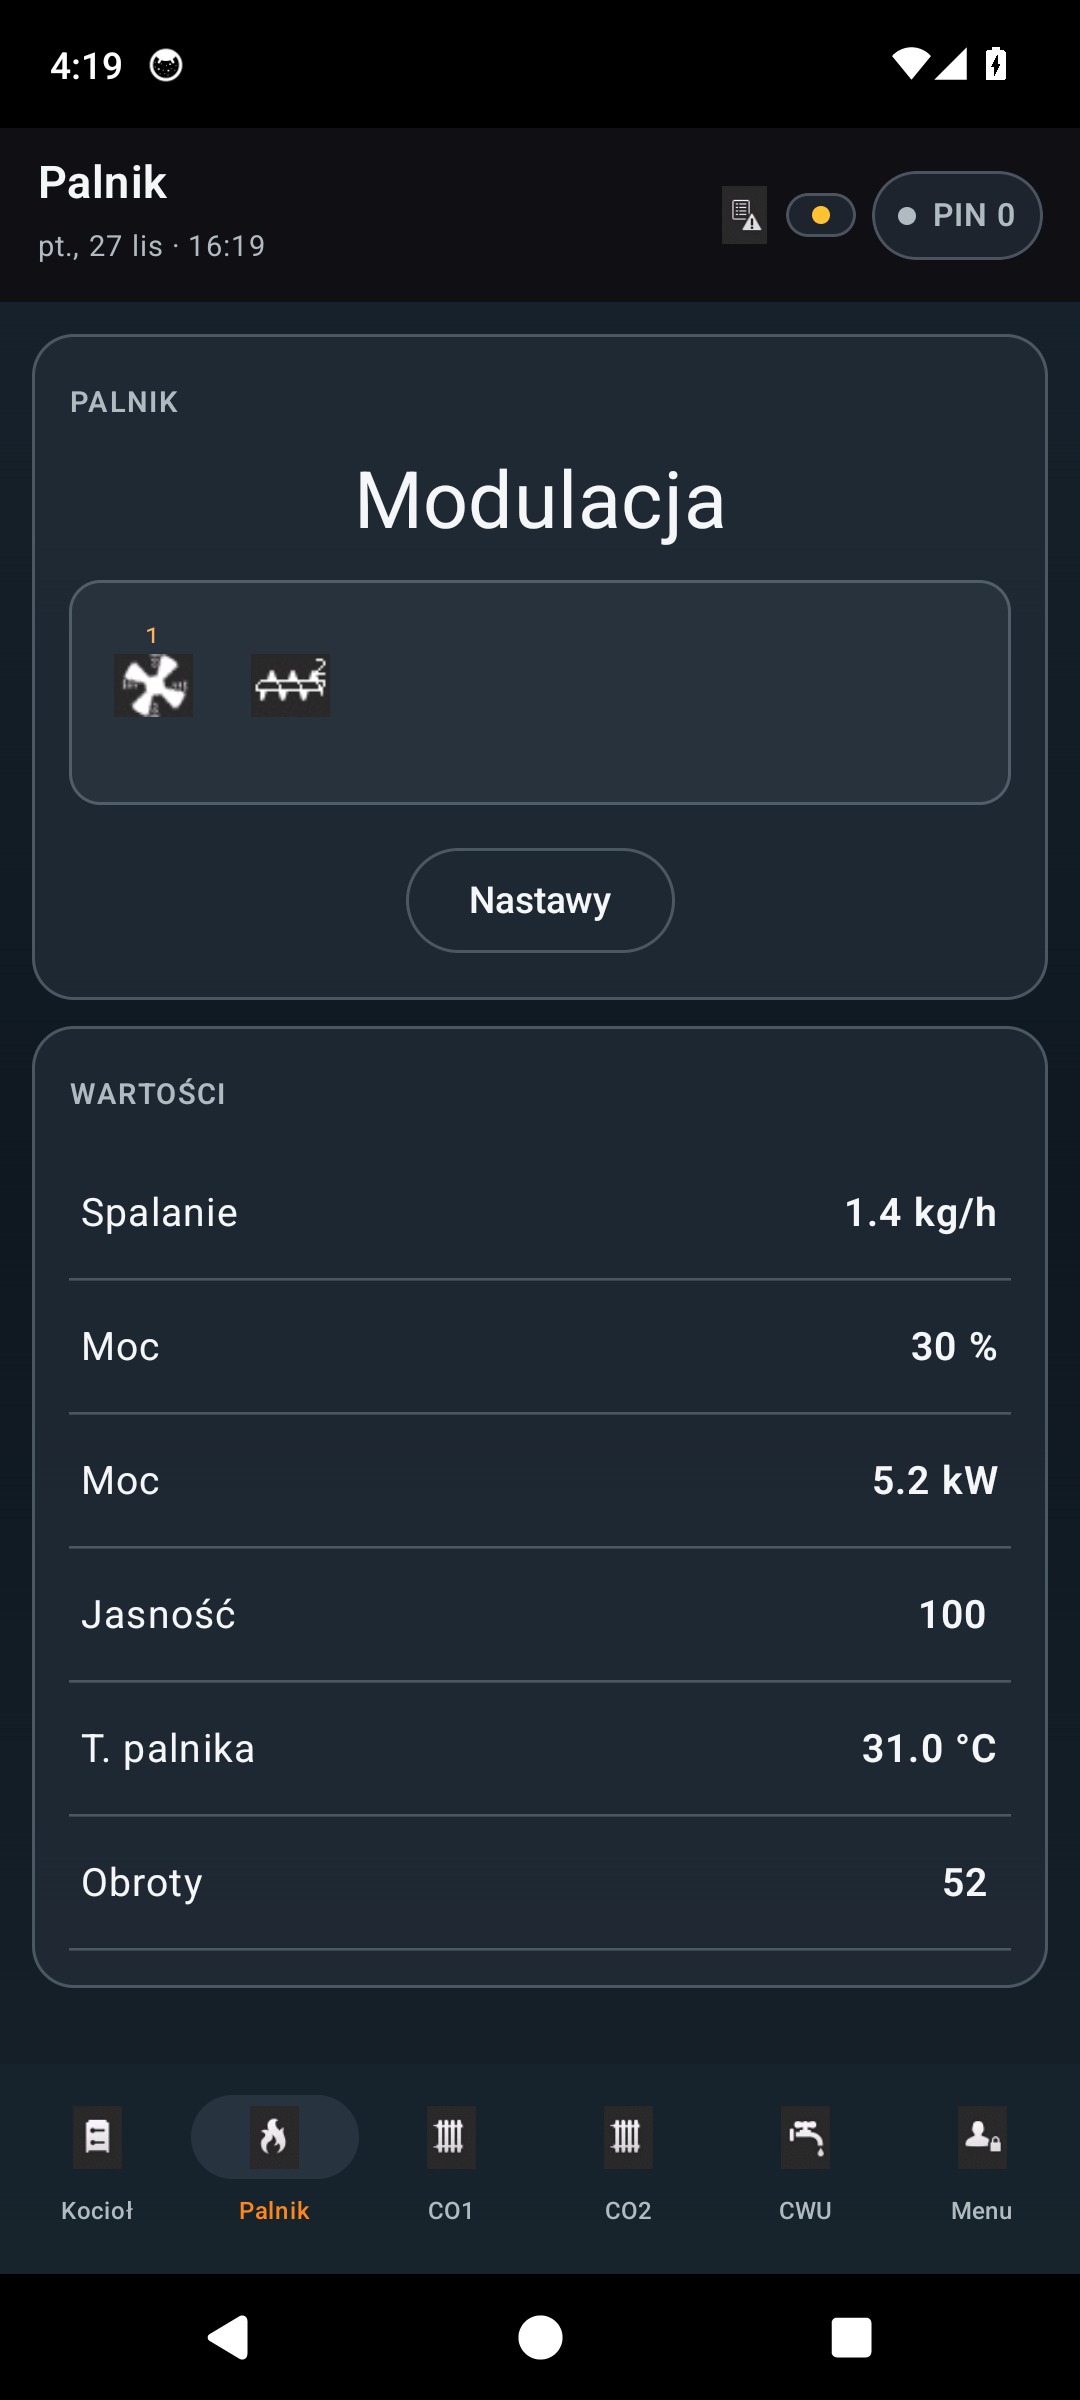 4:19
Palnik
pt., 27 lis · 16:19
PIN 0
PALNIK
Modulacja
1
2
Nastawy
WARTOŚCI
Spalanie 1.4 kg/h
Moc 30 %
Moc 5.2 kW
Jasność 100
T. palnika 31.0 °C
Obroty 52
Kocioł Palnik CO1 CO2 CWU Menu